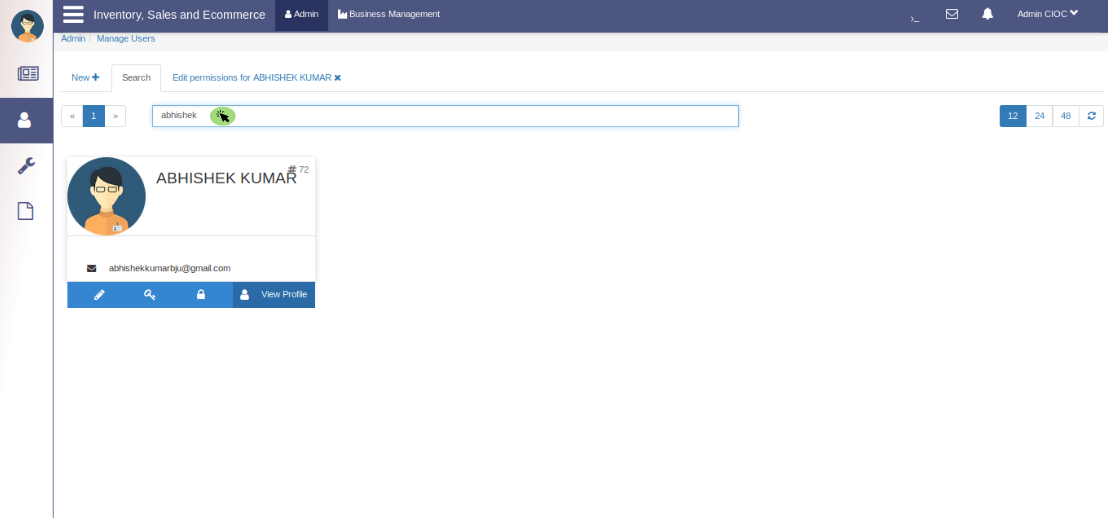 Inventory, Sales and Ecommerce Admin Business Management >_ Admin CIOC
Admin / Manage Users
New Search Edit permissions for ABHISHEK KUMAR
« 1 » abhishek 12 24 48
ABHISHEK KUMAR # 72
abhishekkumarbju@gmail.com
View Profile